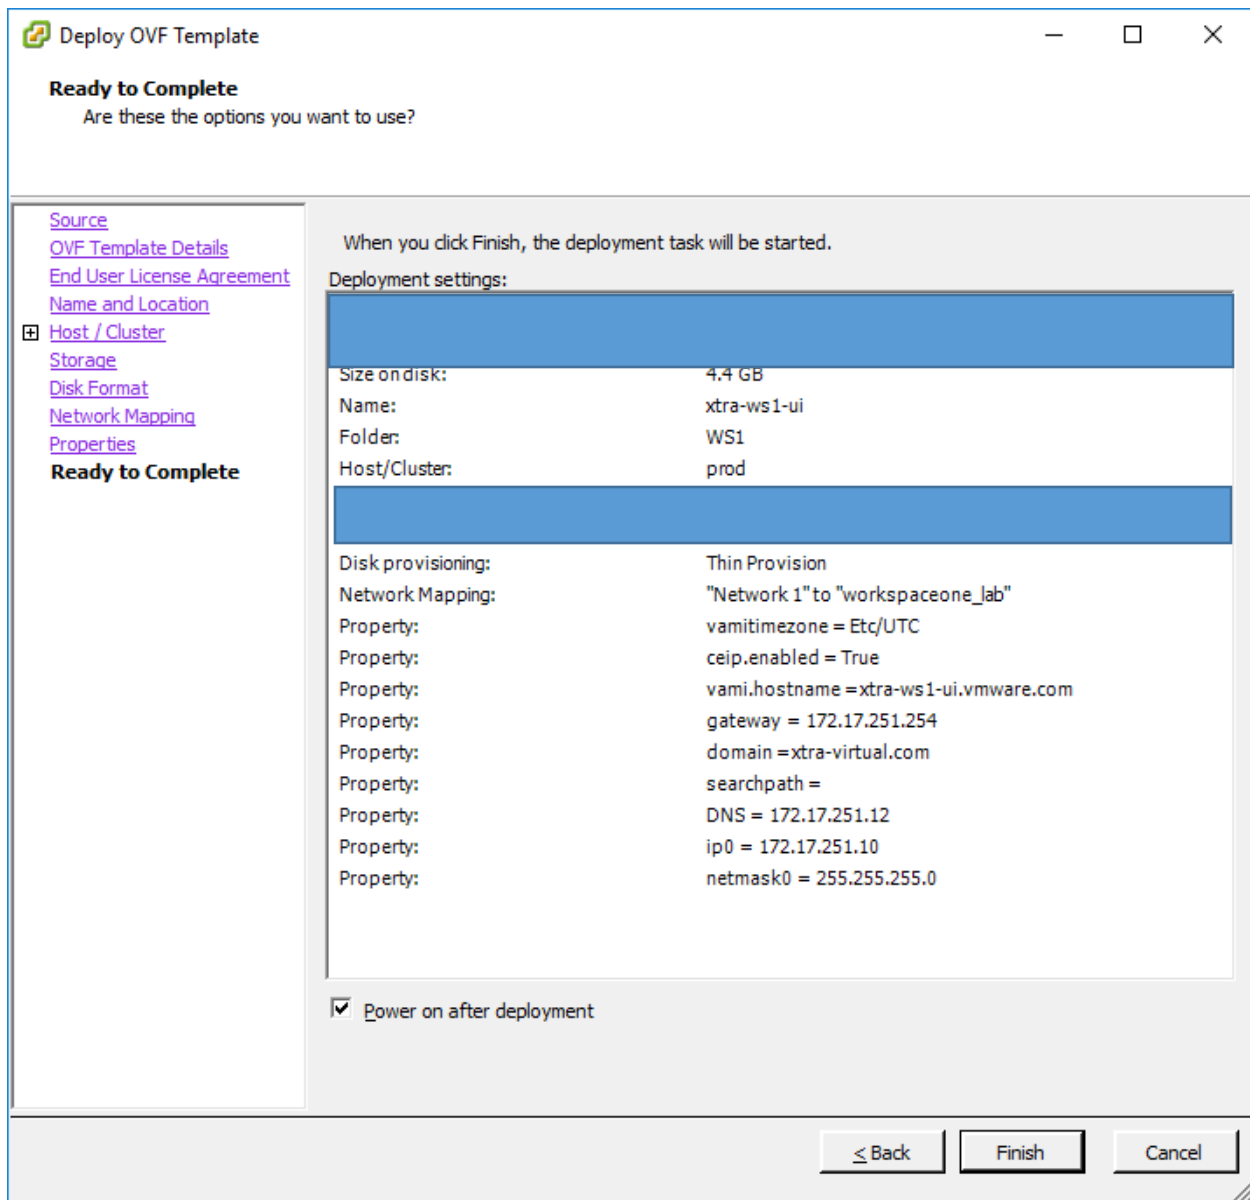 Deploy OVF Template
Ready to Complete
Are these the options you want to use?
Source
OVF Template Details
End User License Agreement
Name and Location
Host / Cluster
Storage
Disk Format
Network Mapping
Properties
Ready to Complete
When you click Finish, the deployment task will be started.
Deployment settings:
Size on disk: 4.4 GB
Name: xtra-ws1-ui
Folder: WS1
Host/Cluster: prod
Disk provisioning: Thin Provision
Network Mapping: "Network 1" to "workspaceone_lab"
Property: vamitimezone = Etc/UTC
Property: ceip.enabled = True
Property: vami.hostname =xtra-ws1-ui.vmware.com
Property: gateway = 172.17.251.254
Property: domain =xtra-virtual.com
Property: searchpath =
Property: DNS = 172.17.251.12
Property: ip0 = 172.17.251.10
Property: netmask0 = 255.255.255.0
Power on after deployment
< Back Finish Cancel